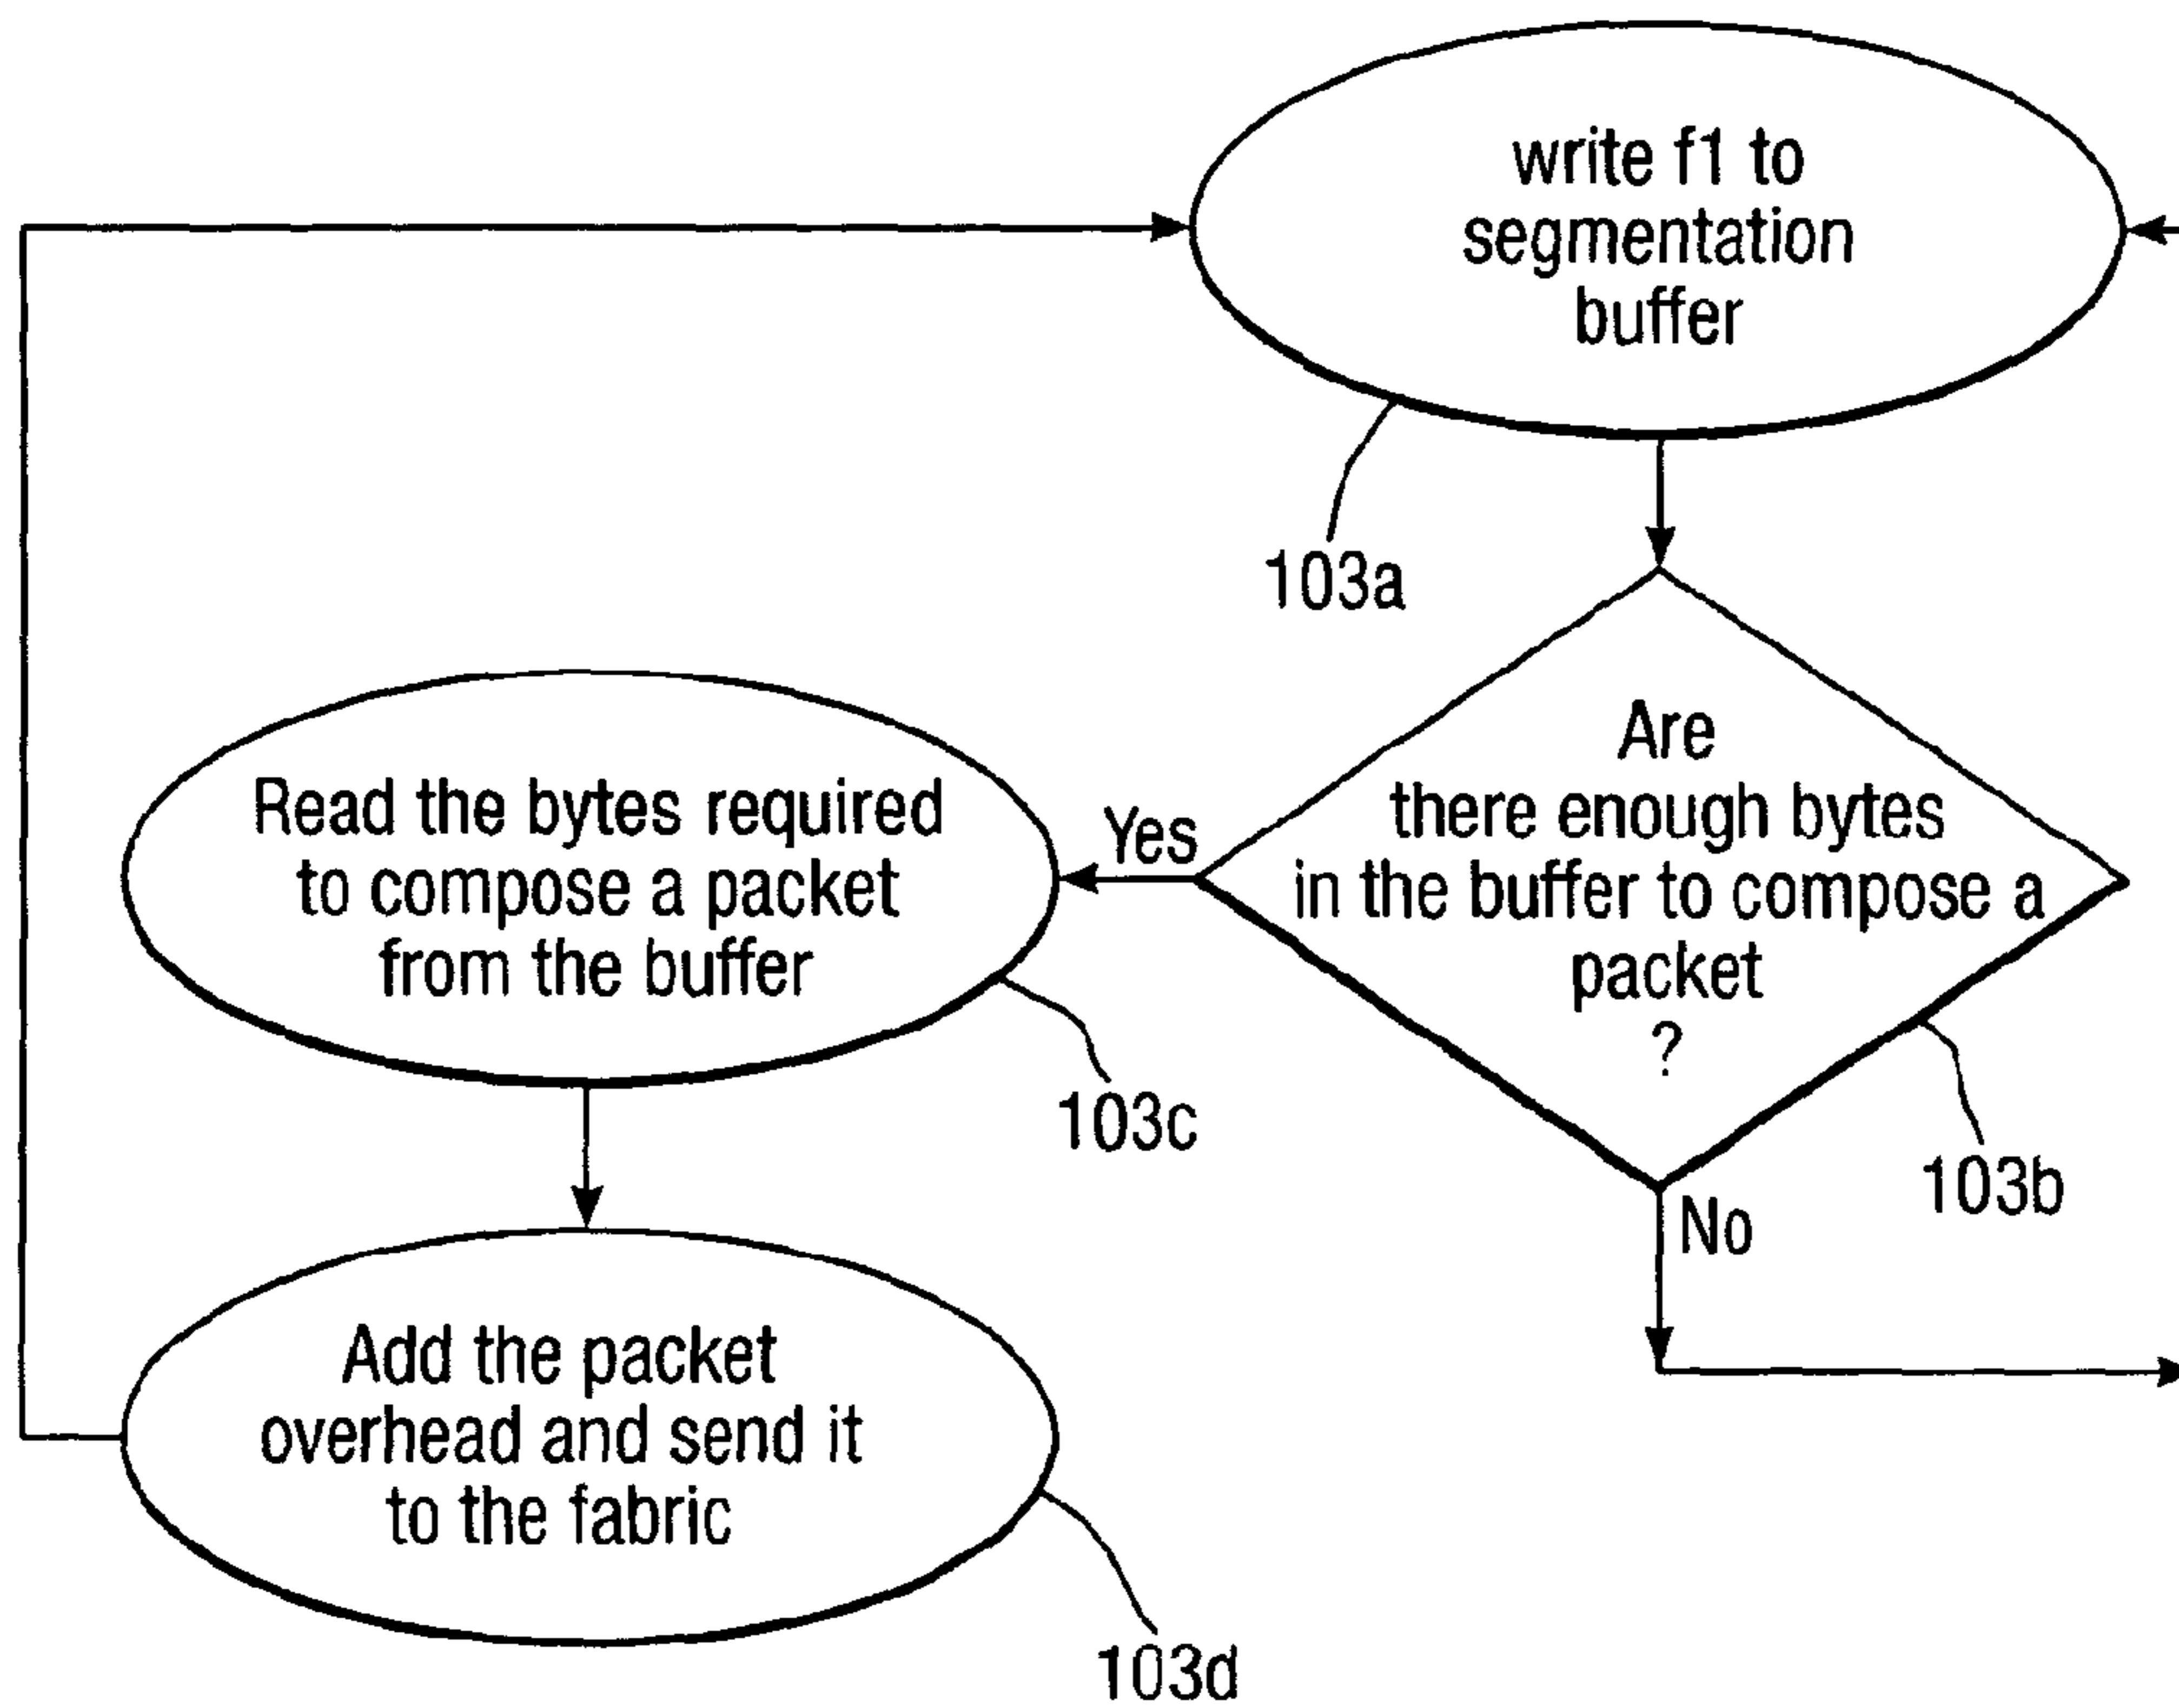 write f1 to
segmentation
buffer
103a
Are
there enough bytes
in the buffer to compose a
packet
?
103b
Yes
No
Read the bytes required
to compose a packet
from the buffer
103c
Add the packet
overhead and send it
to the fabric
103d